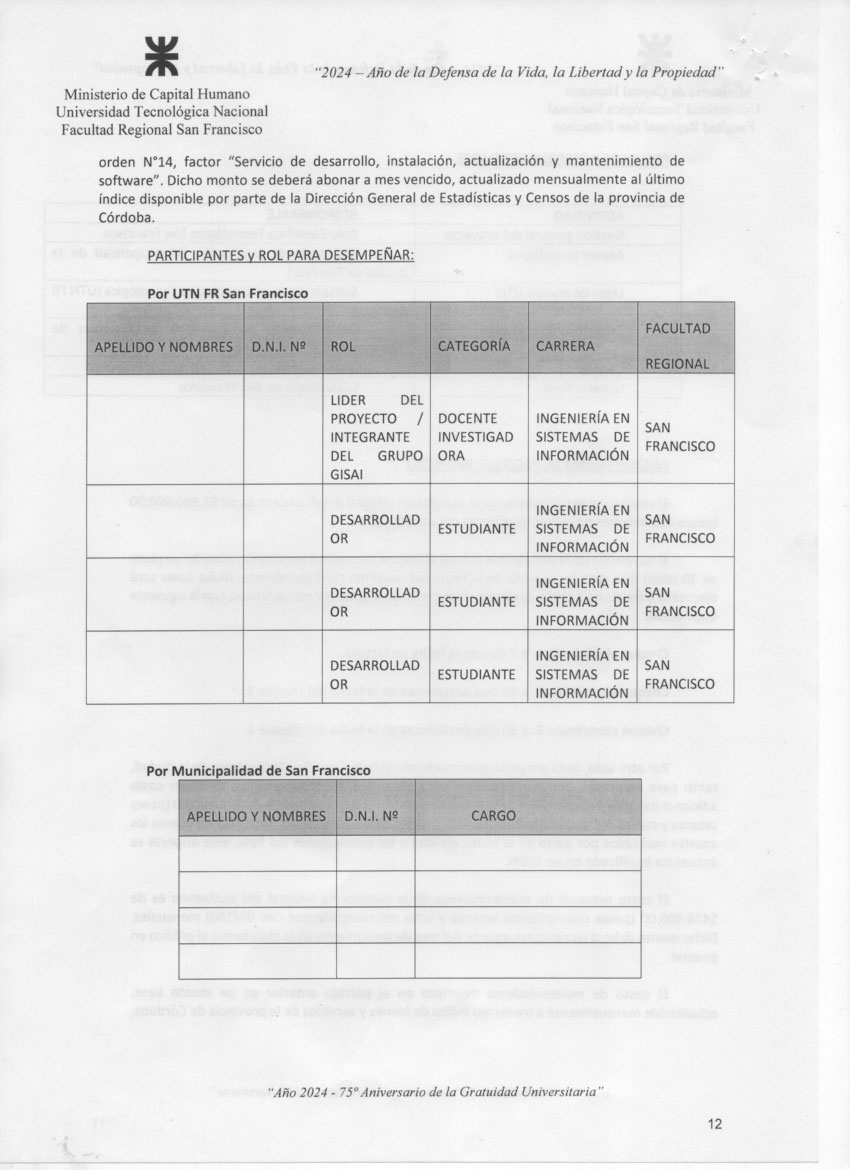 "2024 – Año de la Defensa de la Vida, la Libertad y la Propiedad"
Ministerio de Capital Humano
Universidad Tecnológica Nacional
Facultad Regional San Francisco
orden N°14, factor "Servicio de desarrollo, instalación, actualización y mantenimiento de
software". Dicho monto se deberá abonar a mes vencido, actualizado mensualmente al último
índice disponible por parte de la Dirección General de Estadísticas y Censos de la provincia de
Córdoba.
PARTICIPANTES y ROL PARA DESEMPEÑAR:
Por UTN FR San Francisco
APELLIDO Y NOMBRES D.N.I. Nº ROL CATEGORÍA CARRERA FACULTAD
REGIONAL
LIDER DEL
PROYECTO / DOCENTE INGENIERÍA EN SAN
INTEGRANTE INVESTIGAD SISTEMAS DE FRANCISCO
DEL GRUPO ORA INFORMACIÓN
GISAI
INGENIERÍA EN
DESARROLLAD ESTUDIANTE SISTEMAS DE SAN
OR INFORMACIÓN FRANCISCO
INGENIERÍA EN
DESARROLLAD ESTUDIANTE SISTEMAS DE SAN
OR INFORMACIÓN FRANCISCO
INGENIERÍA EN
DESARROLLAD ESTUDIANTE SISTEMAS DE SAN
OR INFORMACIÓN FRANCISCO
Por Municipalidad de San Francisco
APELLIDO Y NOMBRES D.N.I. Nº CARGO
"Año 2024 - 75º Aniversario de la Gratuidad Universitaria"
12